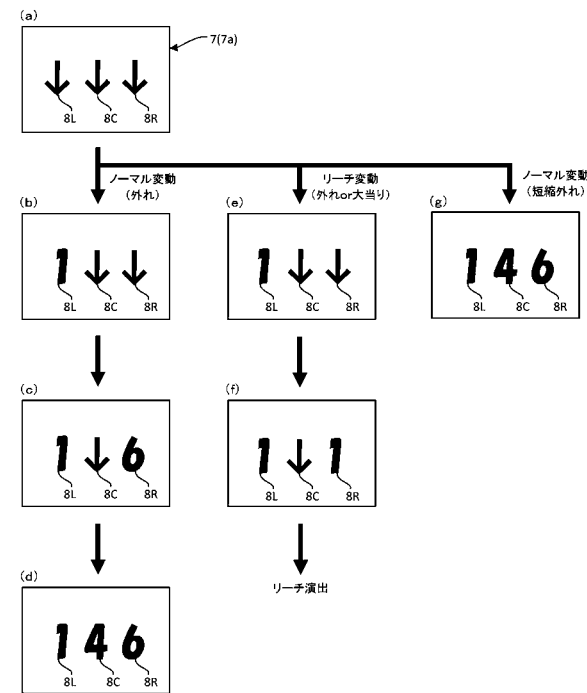 (a)
7(7a)
8L 8C 8R
ノーマル変動
(外れ)
リーチ変動
(外れor大当り)
ノーマル変動
(短縮外れ)
(b)
1
8L 8C 8R
(e)
1
8L 8C 8R
(g)
1 4 6
8L 8C 8R
(c)
1 6
8L 8C 8R
(f)
1 1
8L 8C 8R
(d)
1 4 6
8L 8C 8R
リーチ演出